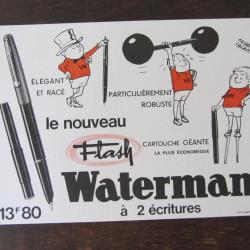 ÉLÉGANT
ET RACÉ
PARTICULIÈREMENT
ROBUSTE
le nouveau
Flash
CARTOUCHE GÉANTE
LA PLUS ÉCONOMIQUE
Waterman
13F80
à 2 écritures